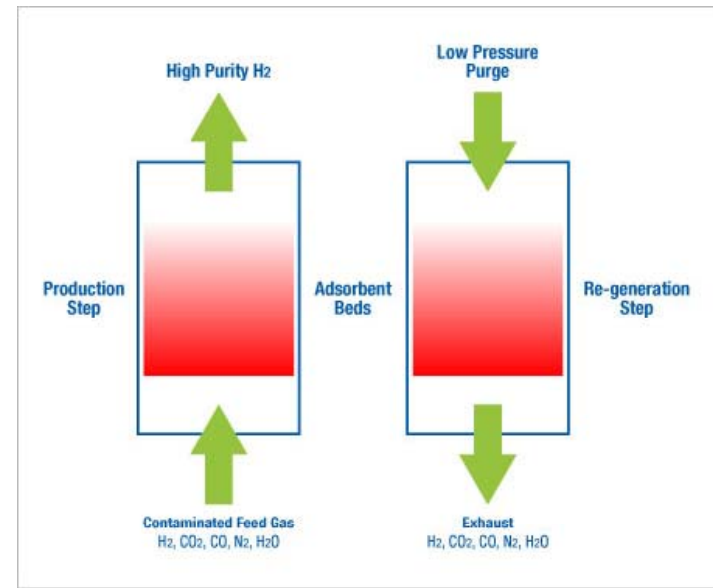 High Purity H2
Low Pressure
Purge
Production
Step
Adsorbent
Beds
Re-generation
Step
Contaminated Feed Gas
H2, CO2, CO, N2, H2O
Exhaust
H2, CO2, CO, N2, H2O